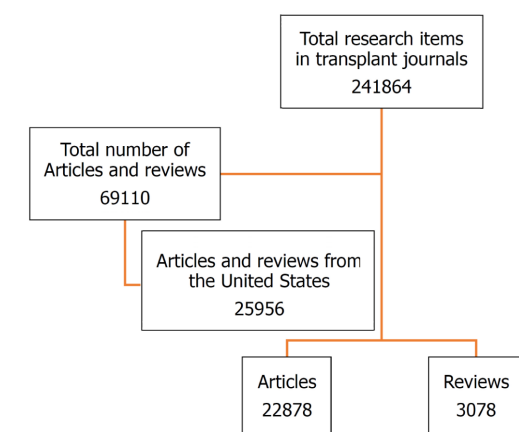 Total research items
in transplant journals
241864
Total number of
Articles and reviews
69110
Articles and reviews from
the United States
25956
Articles
22878
Reviews
3078